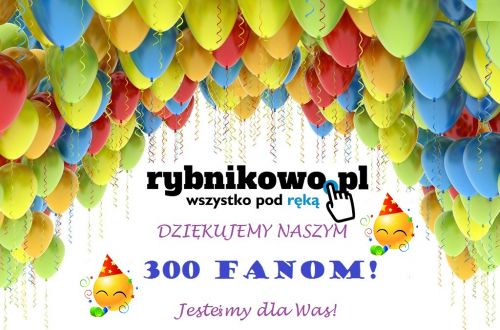 rybnikowo.pl
wszystko pod ręką
DZIĘKUJEMY NASZYM
300 FANOM!
Jesteśmy dla Was!